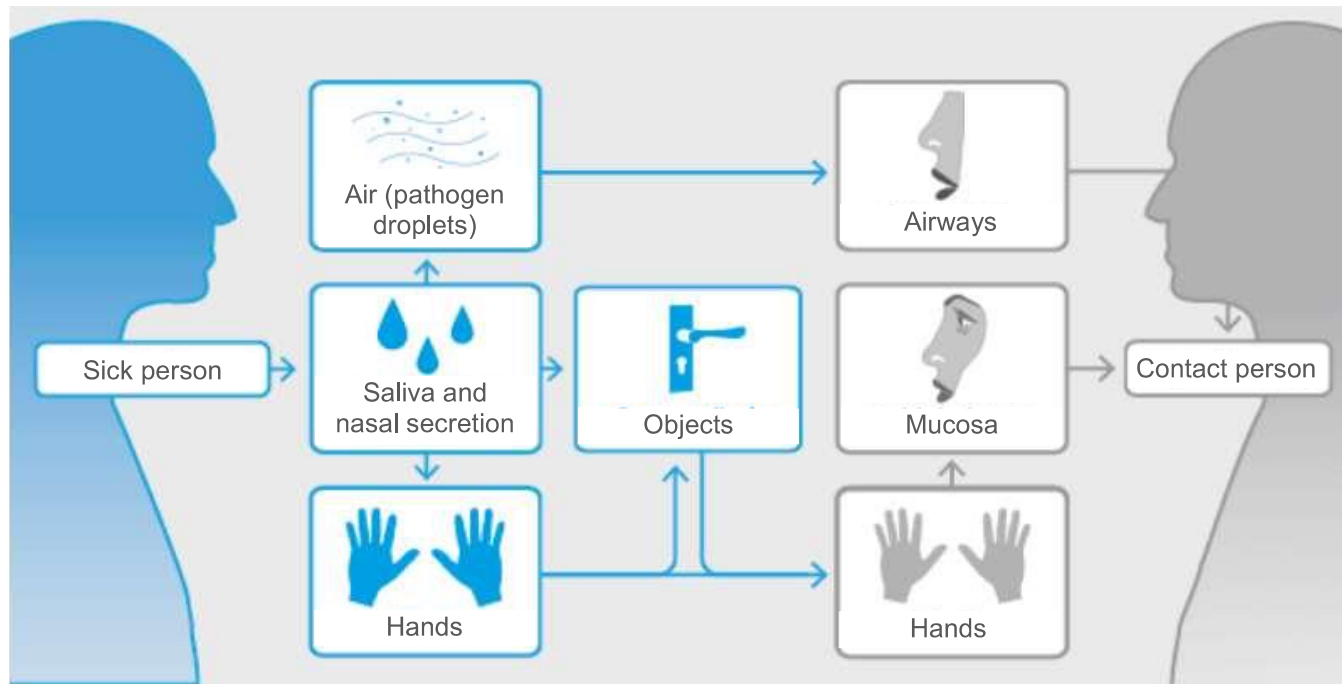 Air (pathogen
droplets)
Airways
Sick person
Saliva and
nasal secretion
Objects
Mucosa
Contact person
Hands
Hands